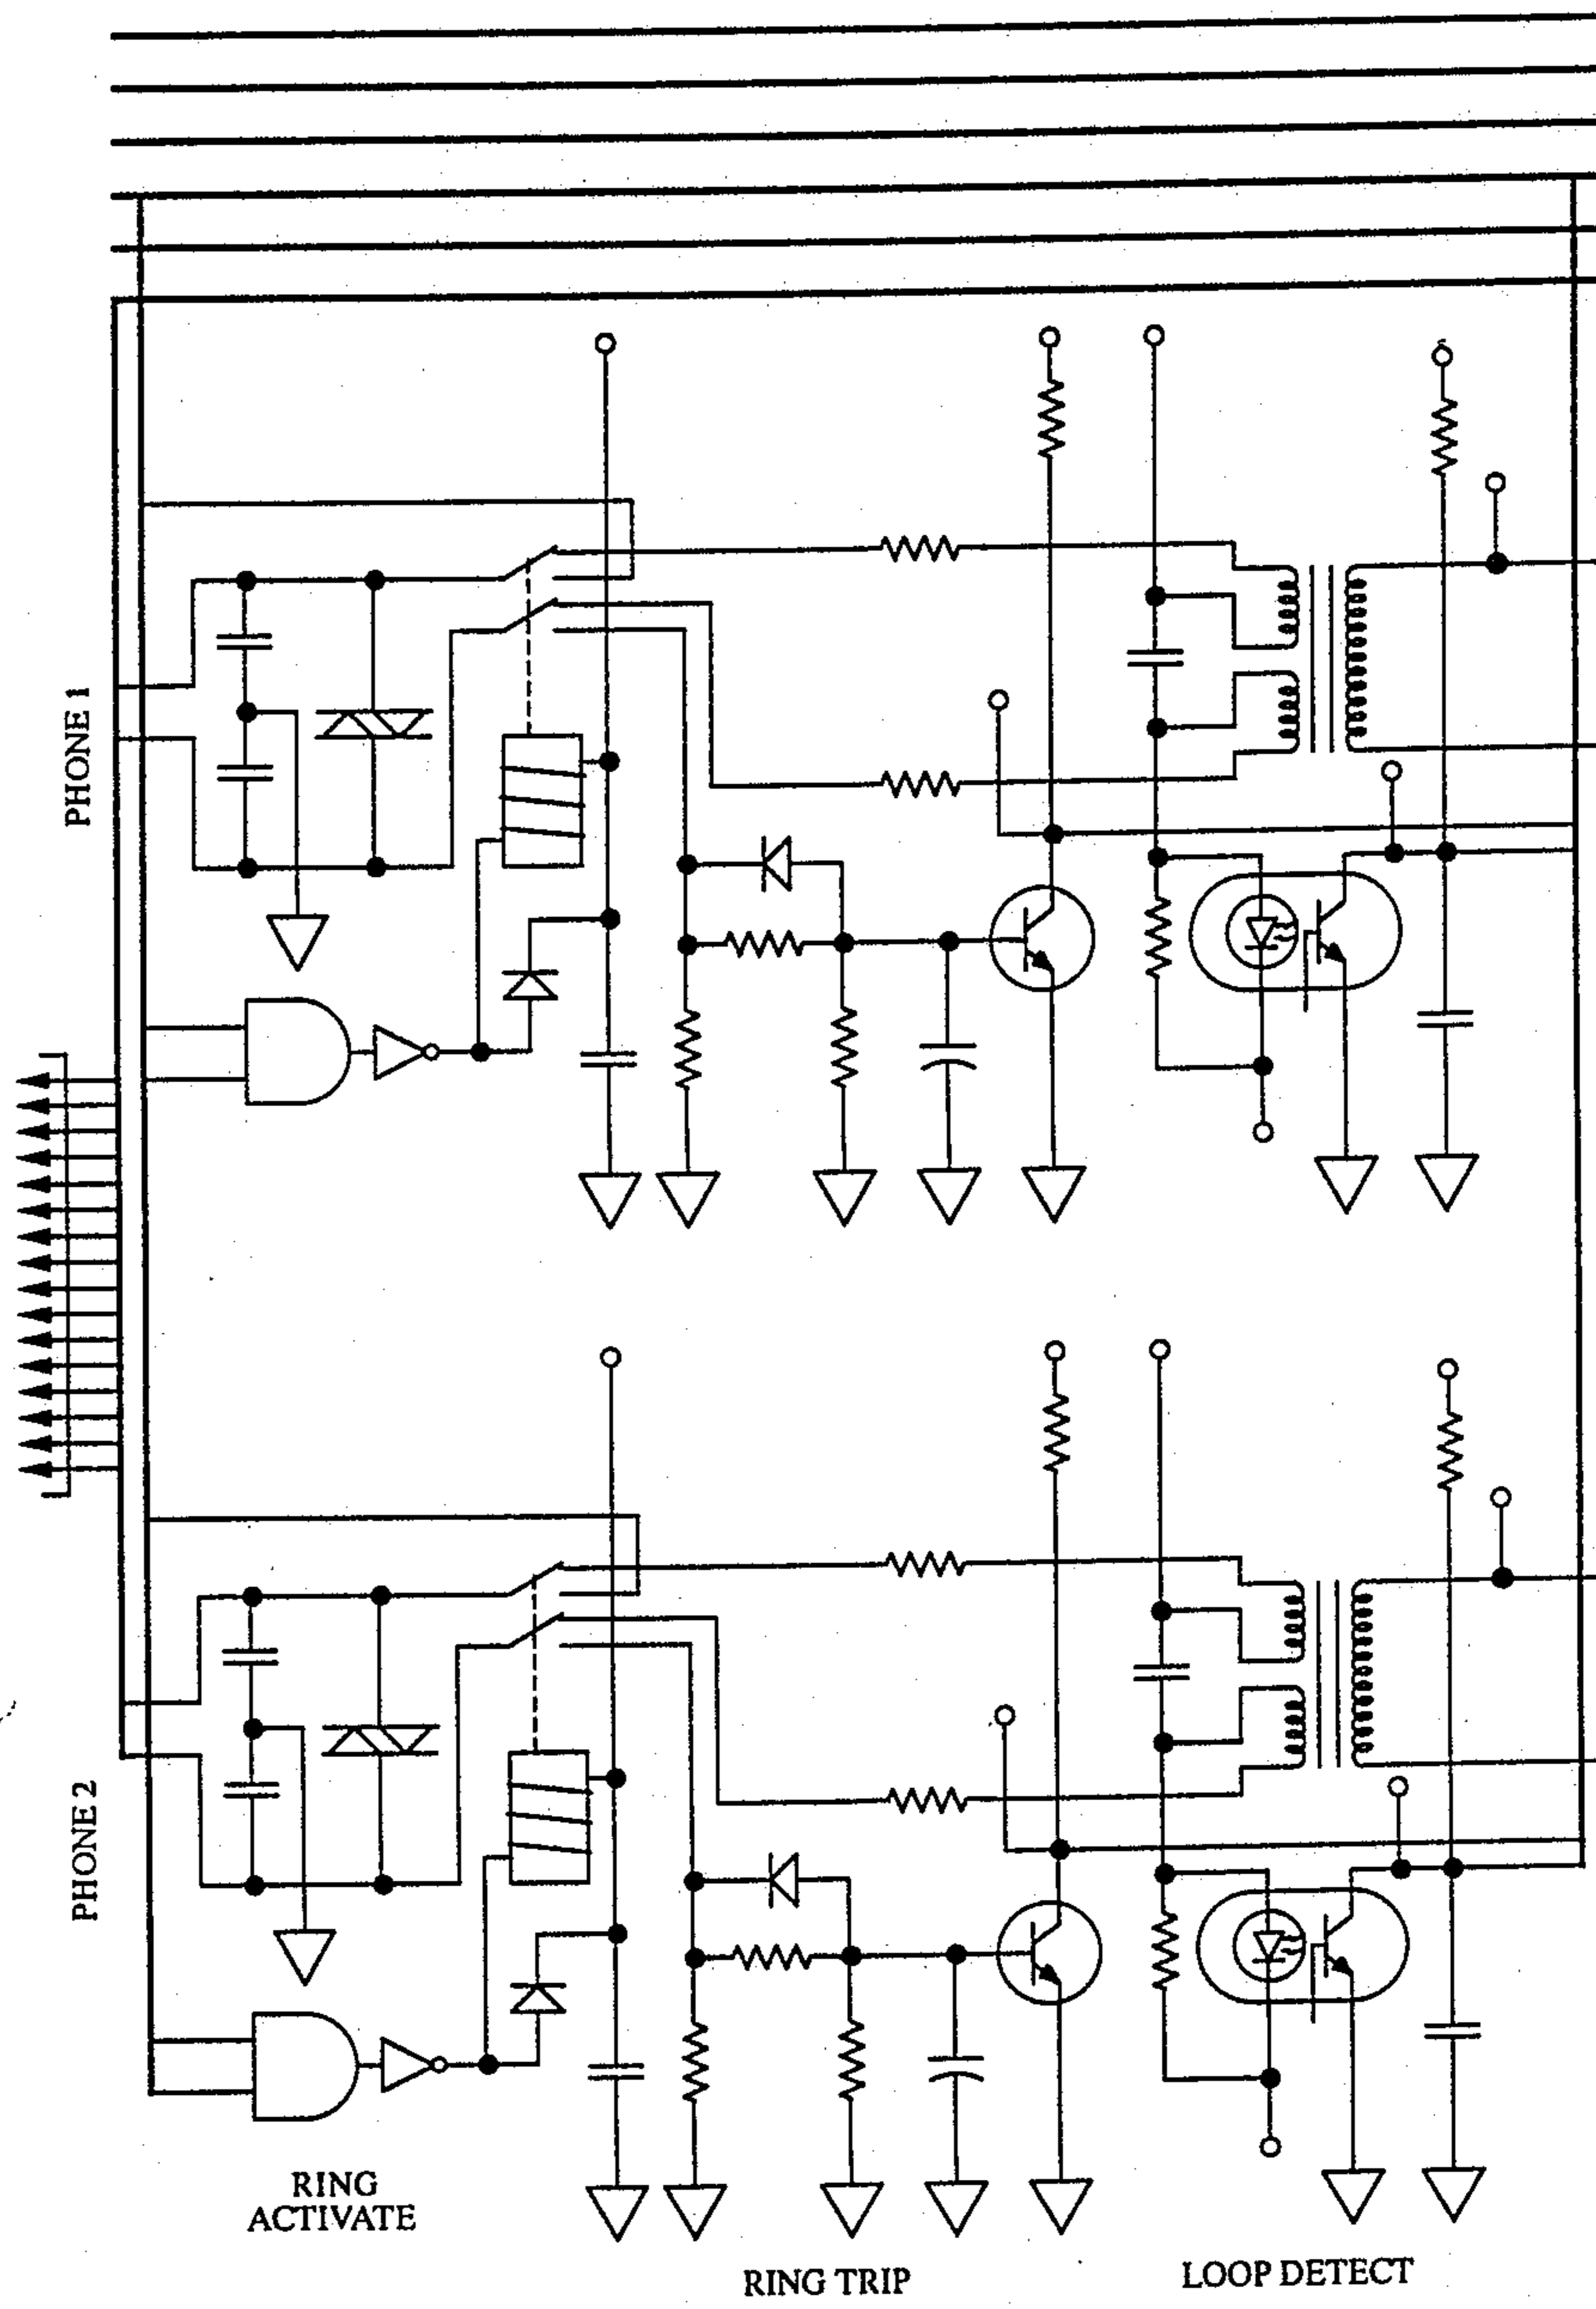 PHONE 1
PHONE 2
RING
ACTIVATE
RING TRIP
LOOP DETECT